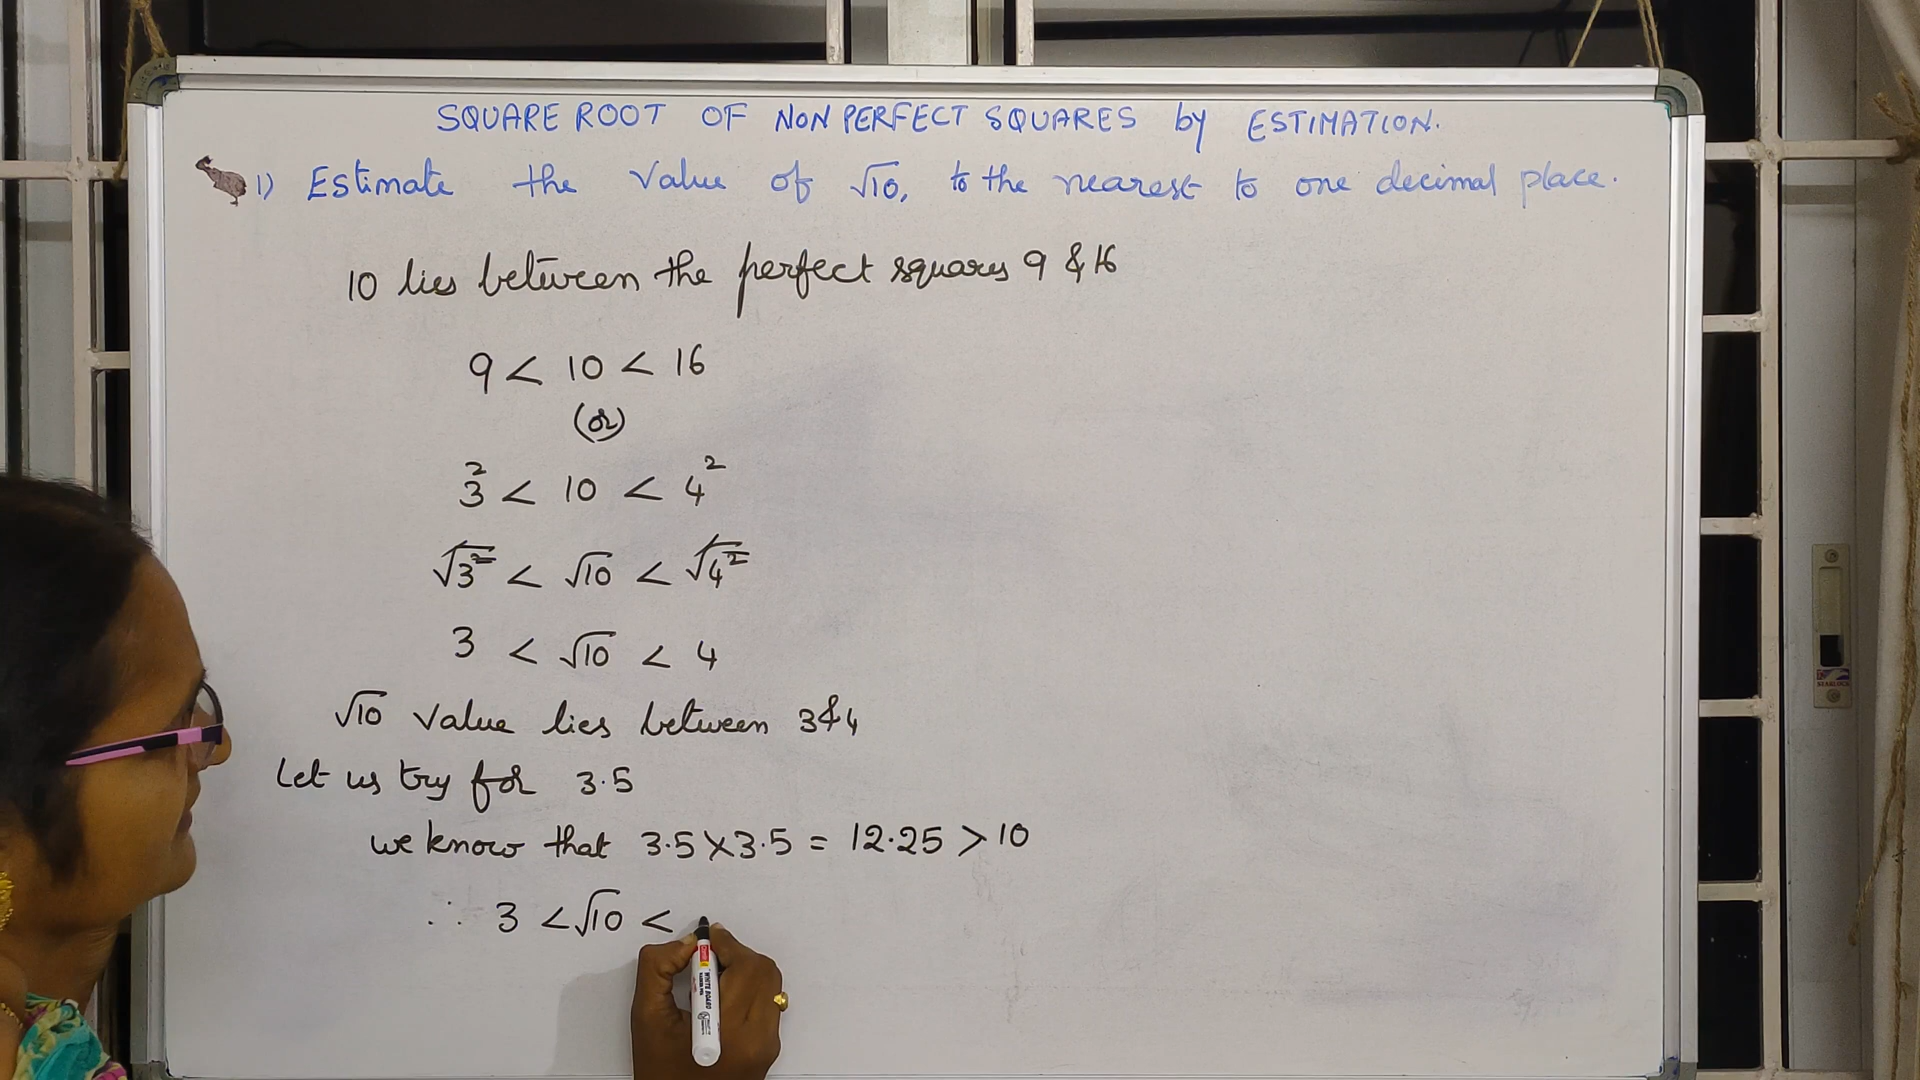 SQUARE ROOT OF NON PERFECT SQUARES by ESTIMATION.
1) Estimate the Value of √10, to the nearest to one decimal place.
10 lies between the perfect squares 9 & 16
9 < 10 < 16
(or)
3² < 10 < 4²
√3² < √10 < √4²
3 < √10 < 4
√10 Value lies between 3&4
Let us try for 3.5
we know that 3.5×3.5 = 12.25 > 10
∴ 3 < √10 <
WHITE BOARD